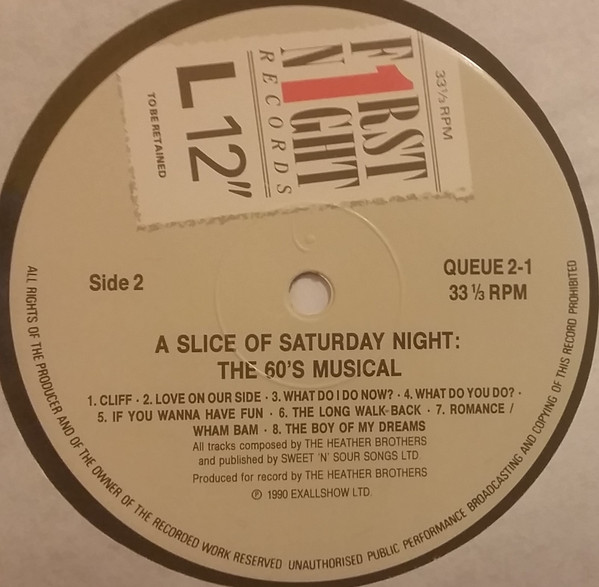 33⅓ RPM
F1RST
N1GHT
RECORDS
L 12"
TO BE RETAINED
Side 2
QUEUE 2-1
33 ⅓ RPM
A SLICE OF SATURDAY NIGHT:
THE 60'S MUSICAL
1. CLIFF · 2. LOVE ON OUR SIDE · 3. WHAT DO I DO NOW? · 4. WHAT DO YOU DO? ·
5. IF YOU WANNA HAVE FUN · 6. THE LONG WALK BACK · 7. ROMANCE /
WHAM BAM · 8. THE BOY OF MY DREAMS
All tracks composed by THE HEATHER BROTHERS
and published by SWEET 'N' SOUR SONGS LTD.
Produced for record by THE HEATHER BROTHERS
℗ 1990 EXALLSHOW LTD.
ALL RIGHTS OF THE PRODUCER AND OF THE OWNER OF THE RECORDED WORK RESERVED UNAUTHORISED PUBLIC PERFORMANCE BROADCASTING AND COPYING OF THIS RECORD PROHIBITED